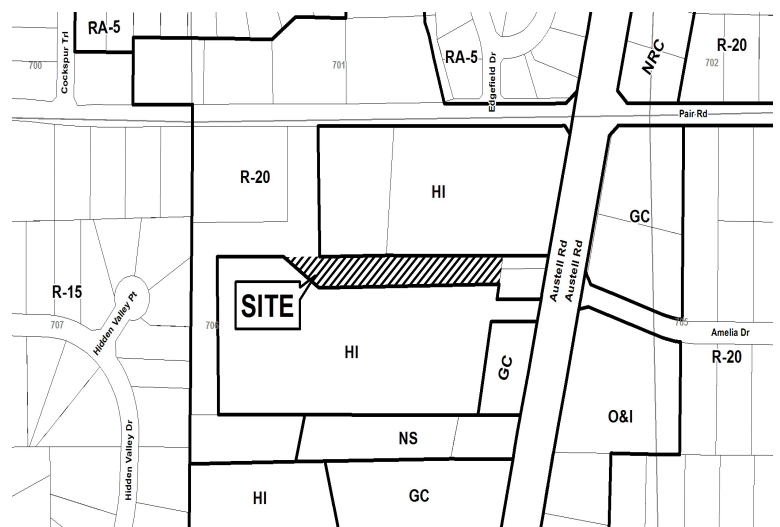 RA-5
Cockspur Trl
700
701
RA-5
Edgefield Dr
NRC
R-20
702
Pair Rd
R-20
HI
GC
Austell Rd
Austell Rd
R-15
Hidden Valley Pt
SITE
707
706
HI
GC
705
Amelia Dr
R-20
O&I
NS
Hidden Valley Dr
HI
GC